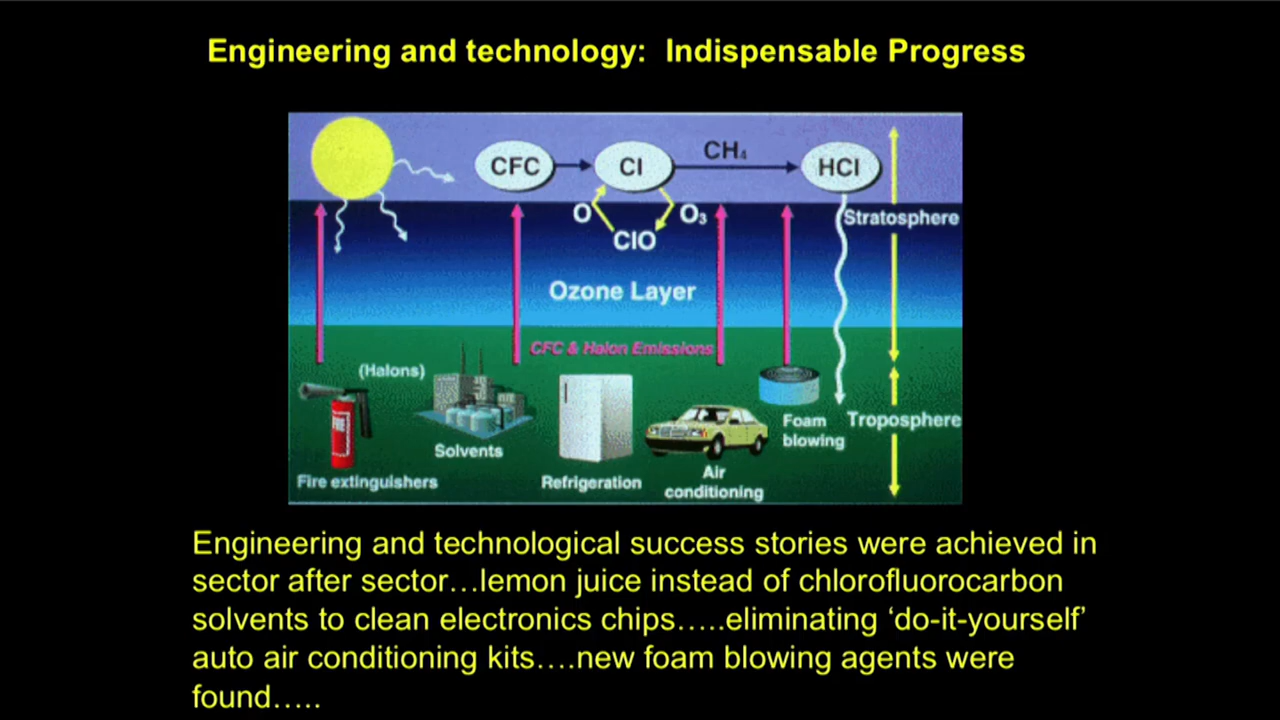 Engineering and technology:  Indispensable Progress
CFC
Cl
CH₄
HCl
O
O₃
ClO
Stratosphere
Ozone Layer
CFC & Halon Emissions
(Halons)
FIRE
Fire extinguishers
Solvents
Refrigeration
Air
conditioning
Foam
blowing
Troposphere
Engineering and technological success stories were achieved in
sector after sector…lemon juice instead of chlorofluorocarbon
solvents to clean electronics chips…..eliminating ‘do-it-yourself’
auto air conditioning kits….new foam blowing agents were
found…..